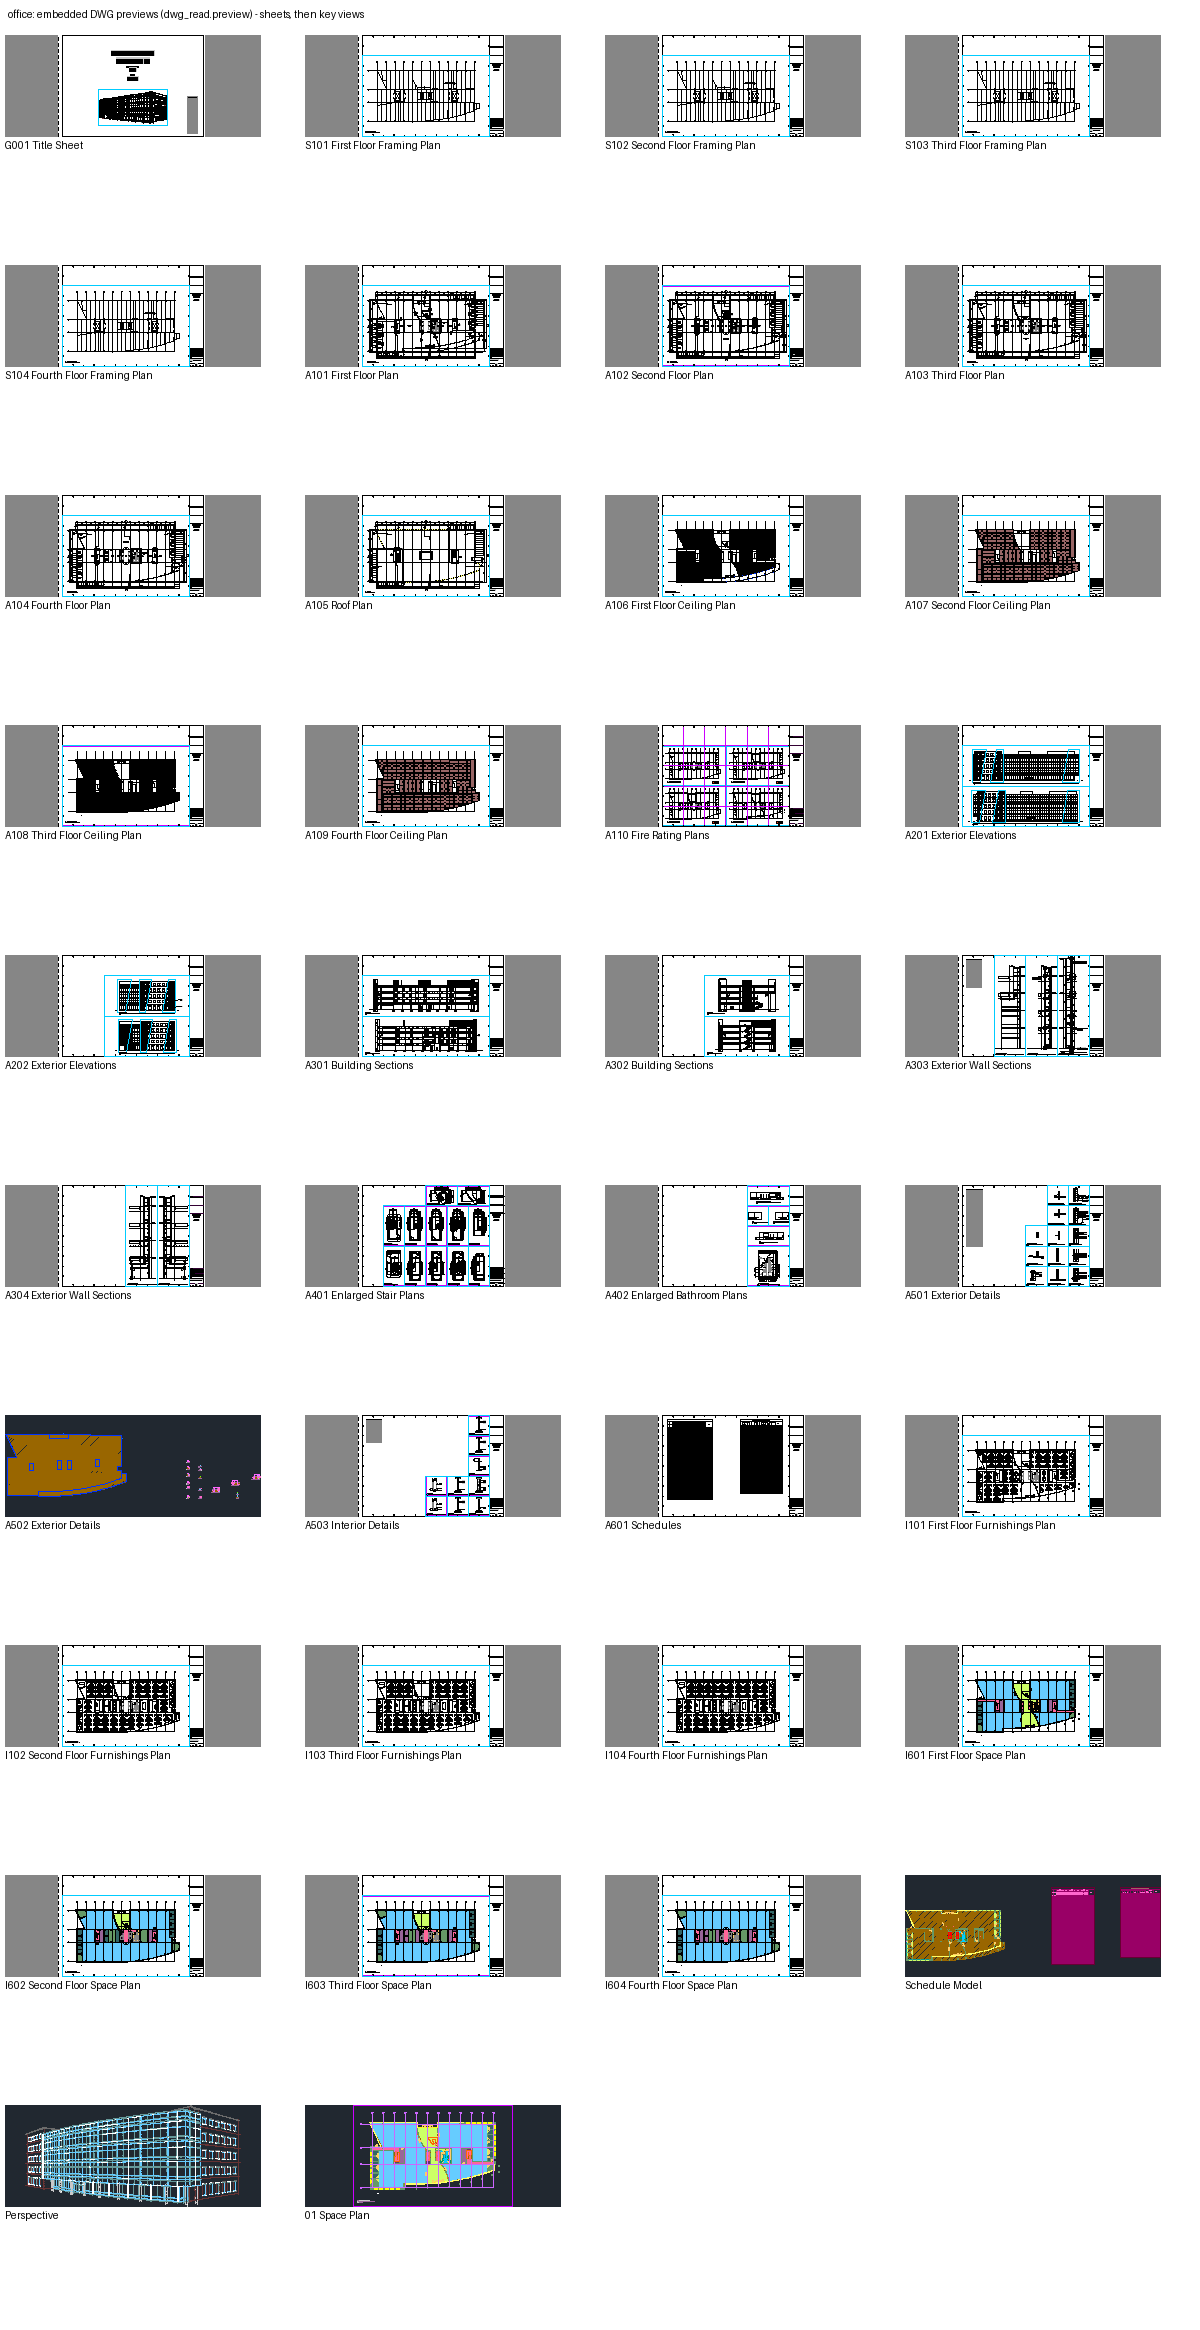 office: embedded DWG previews (dwg_read.preview) - sheets, then key views
G001 Title Sheet
S101 First Floor Framing Plan
S102 Second Floor Framing Plan
S103 Third Floor Framing Plan
S104 Fourth Floor Framing Plan
A101 First Floor Plan
A102 Second Floor Plan
A103 Third Floor Plan
A104 Fourth Floor Plan
A105 Roof Plan
A106 First Floor Ceiling Plan
A107 Second Floor Ceiling Plan
A108 Third Floor Ceiling Plan
A109 Fourth Floor Ceiling Plan
A110 Fire Rating Plans
A201 Exterior Elevations
A202 Exterior Elevations
A301 Building Sections
A302 Building Sections
A303 Exterior Wall Sections
A304 Exterior Wall Sections
A401 Enlarged Stair Plans
A402 Enlarged Bathroom Plans
A501 Exterior Details
A502 Exterior Details
A503 Interior Details
A601 Schedules
I101 First Floor Furnishings Plan
I102 Second Floor Furnishings Plan
I103 Third Floor Furnishings Plan
I104 Fourth Floor Furnishings Plan
I601 First Floor Space Plan
I602 Second Floor Space Plan
I603 Third Floor Space Plan
I604 Fourth Floor Space Plan
Schedule Model
Perspective
01 Space Plan